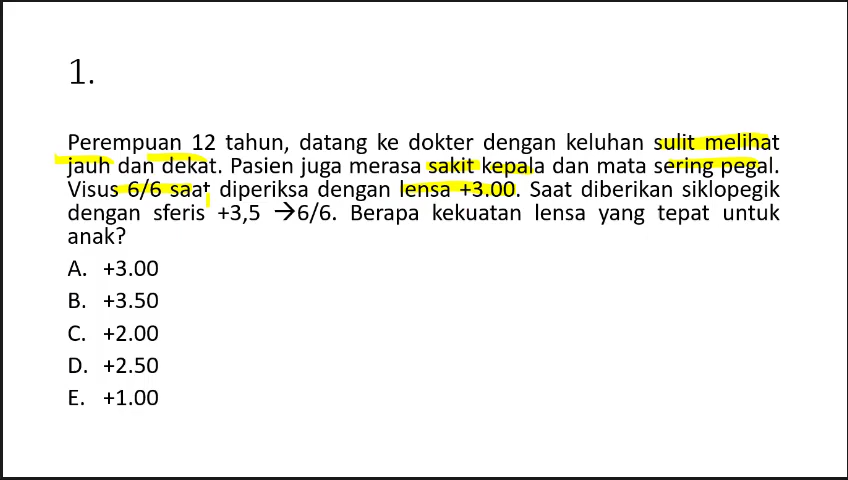 1.
Perempuan 12 tahun, datang ke dokter dengan keluhan sulit melihat
jauh dan dekat. Pasien juga merasa sakit kepala dan mata sering pegal.
Visus 6/6 saat diperiksa dengan lensa +3.00. Saat diberikan siklopegik
dengan sferis +3,5 →6/6. Berapa kekuatan lensa yang tepat untuk
anak?
A. +3.00
B. +3.50
C. +2.00
D. +2.50
E. +1.00